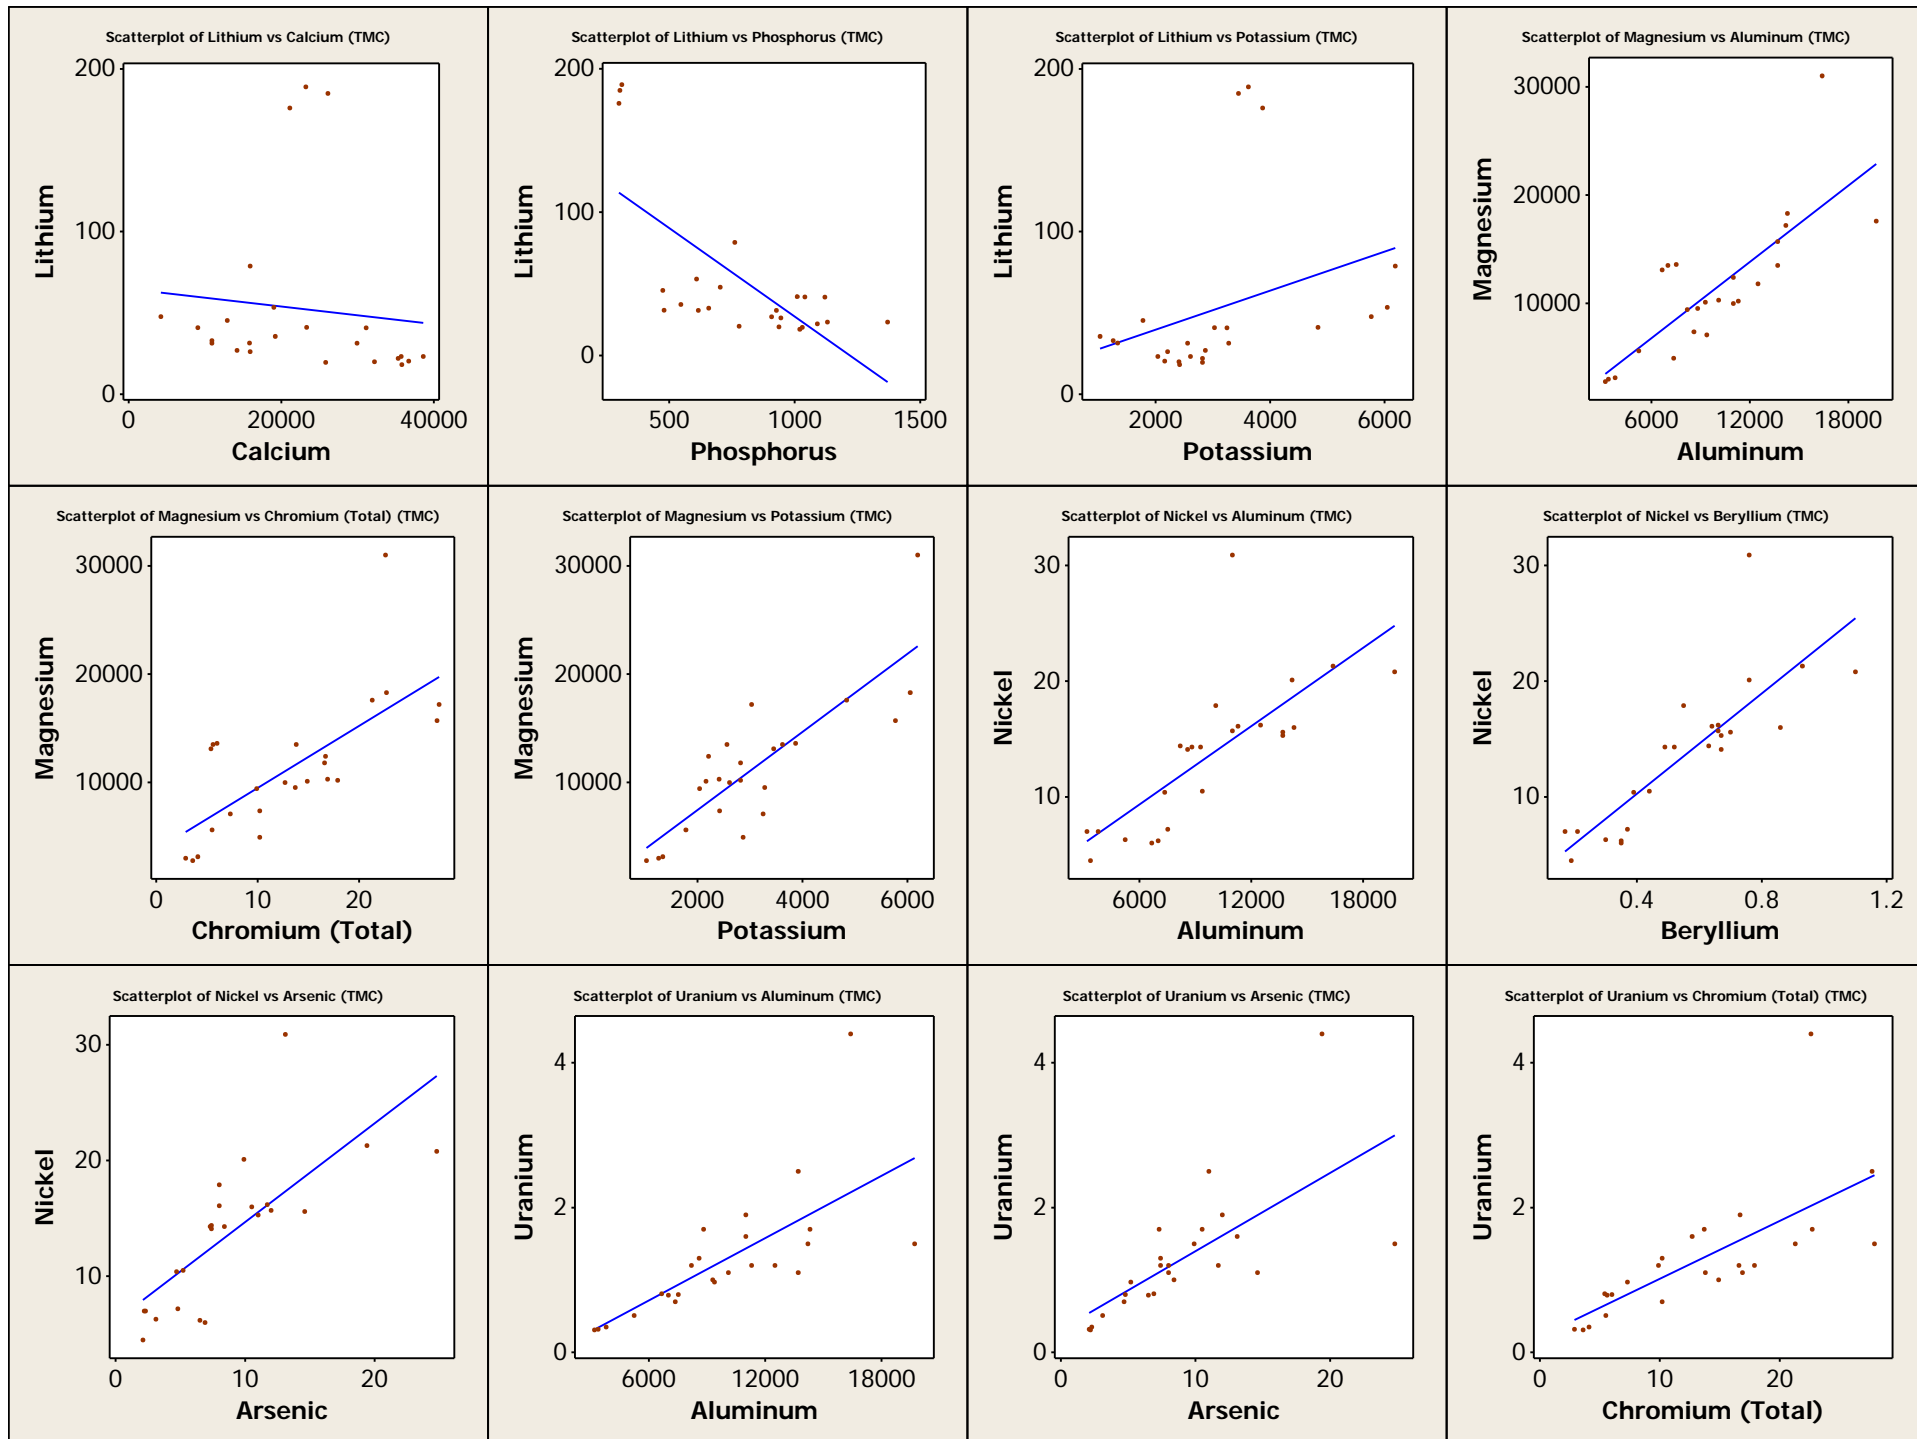 Scatterplot of Lithium vs Calcium (TMC)
200
100
0
Lithium
0 20000 40000
Calcium
Scatterplot of Lithium vs Phosphorus (TMC)
200
100
0
Lithium
500 1000 1500
Phosphorus
Scatterplot of Lithium vs Potassium (TMC)
200
100
0
Lithium
2000 4000 6000
Potassium
Scatterplot of Magnesium vs Aluminum (TMC)
30000
20000
10000
Magnesium
6000 12000 18000
Aluminum
Scatterplot of Magnesium vs Chromium (Total) (TMC)
30000
20000
10000
Magnesium
0 10 20
Chromium (Total)
Scatterplot of Magnesium vs Potassium (TMC)
30000
20000
10000
Magnesium
2000 4000 6000
Potassium
Scatterplot of Nickel vs Aluminum (TMC)
30
20
10
Nickel
6000 12000 18000
Aluminum
Scatterplot of Nickel vs Beryllium (TMC)
30
20
10
Nickel
0.4 0.8 1.2
Beryllium
Scatterplot of Nickel vs Arsenic (TMC)
30
20
10
Nickel
0 10 20
Arsenic
Scatterplot of Uranium vs Aluminum (TMC)
4
2
0
Uranium
6000 12000 18000
Aluminum
Scatterplot of Uranium vs Arsenic (TMC)
4
2
0
Uranium
0 10 20
Arsenic
Scatterplot of Uranium vs Chromium (Total) (TMC)
4
2
0
Uranium
0 10 20
Chromium (Total)